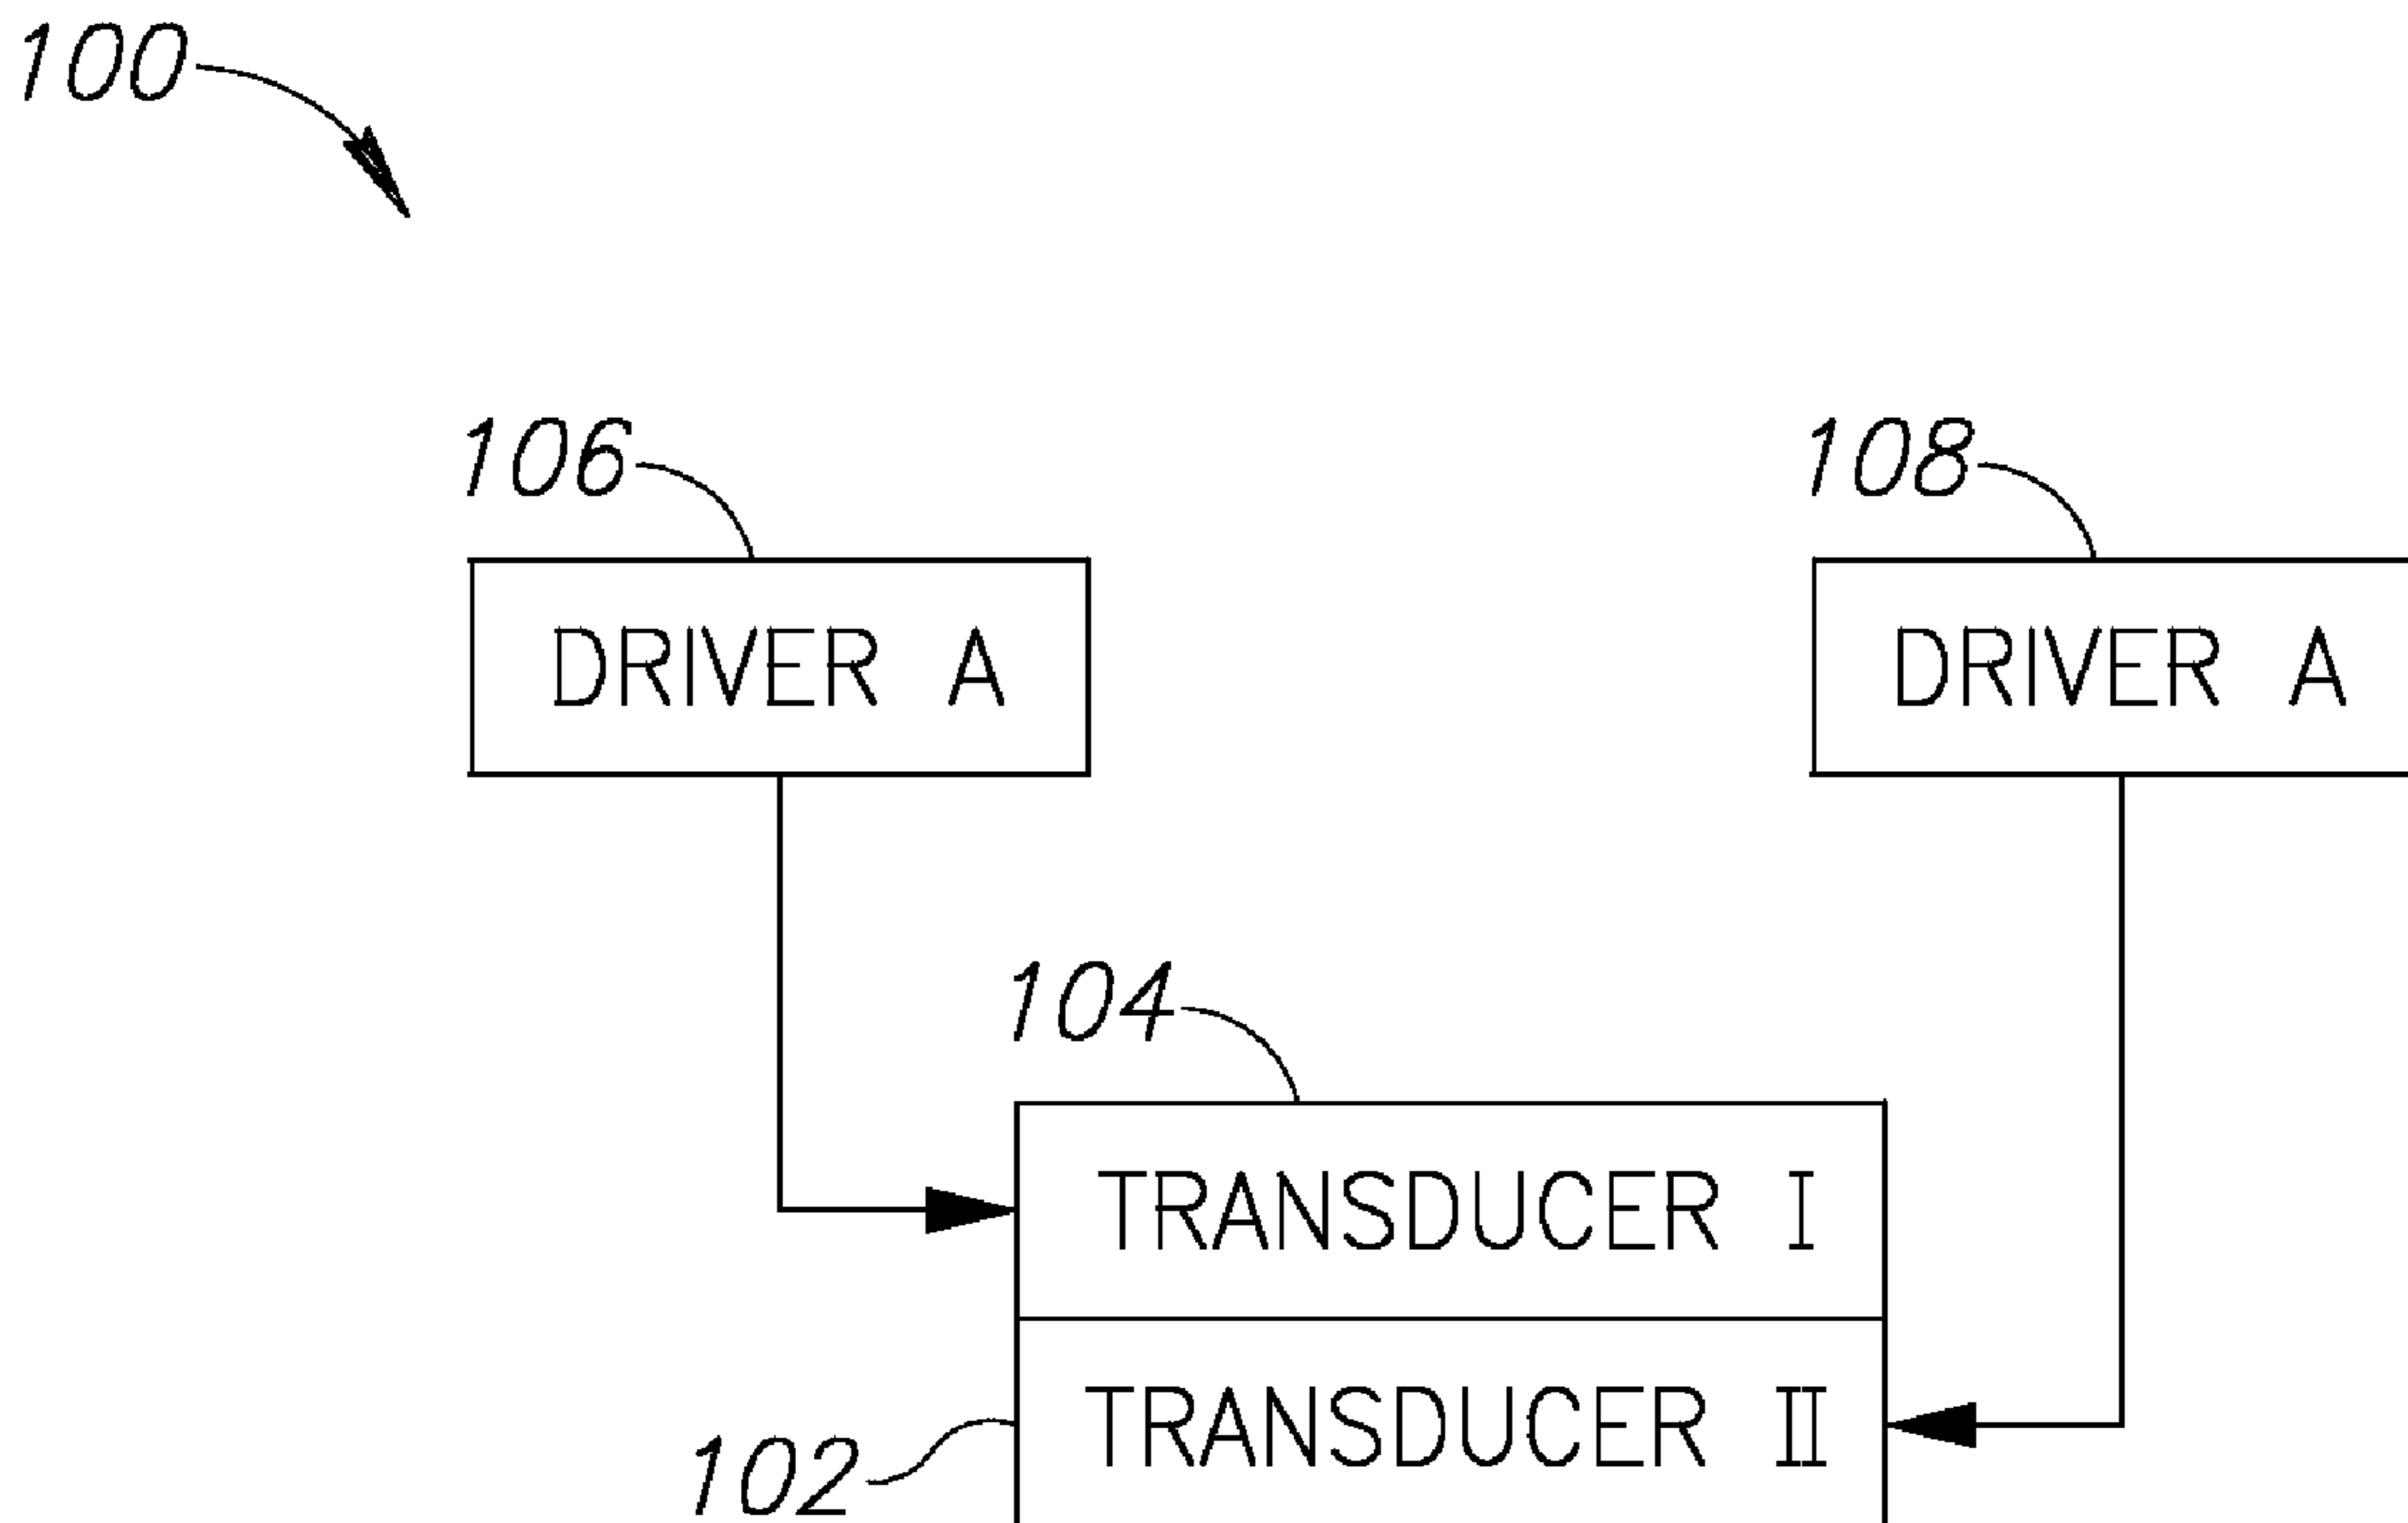 100
106
108
DRIVER A
DRIVER A
104
TRANSDUCER I
TRANSDUCER II
102